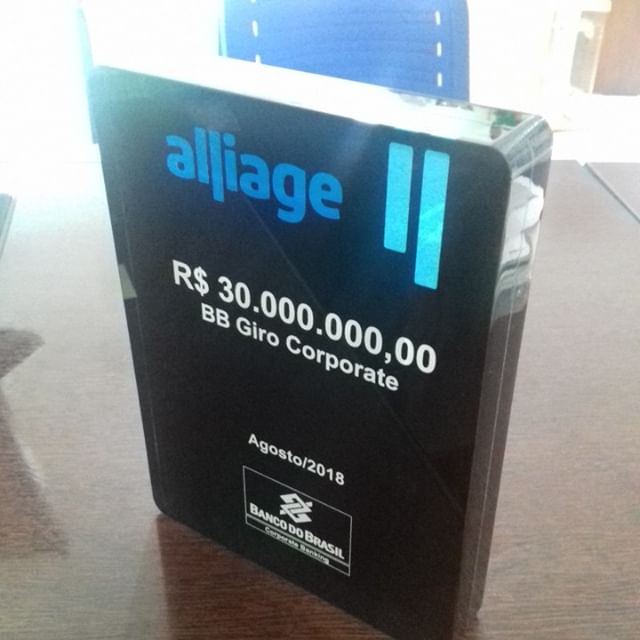 alliage
R$ 30.000.000,00
BB Giro Corporate
Agosto/2018
BANCO DO BRASIL
Corporate Banking